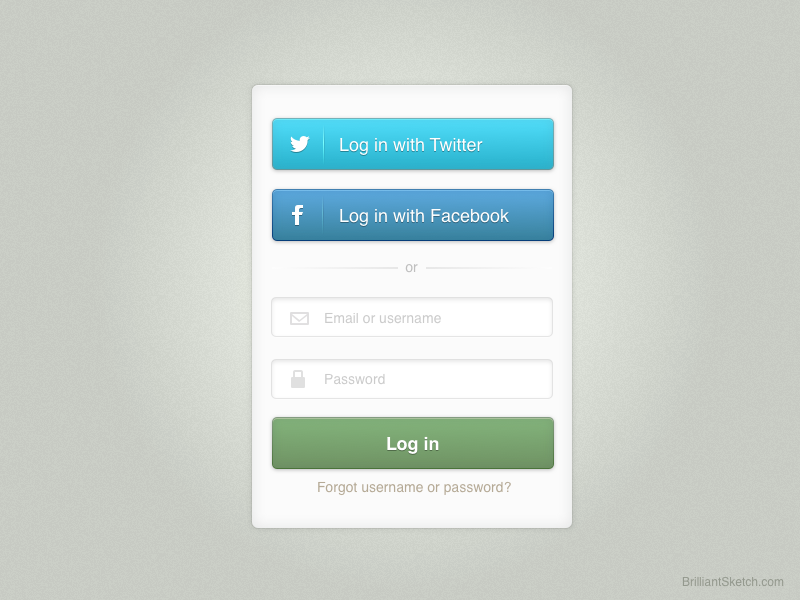 Log in with Twitter
Log in with Facebook
or
Email or username
Password
Log in
Forgot username or password?
BrilliantSketch.com